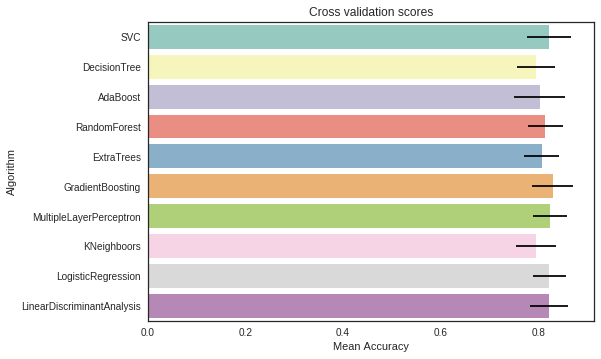 Cross validation scores
Algorithm
SVC
DecisionTree
AdaBoost
RandomForest
ExtraTrees
GradientBoosting
MultipleLayerPerceptron
KNeighboors
LogisticRegression
LinearDiscriminantAnalysis
0.0 0.2 0.4 0.6 0.8
Mean Accuracy